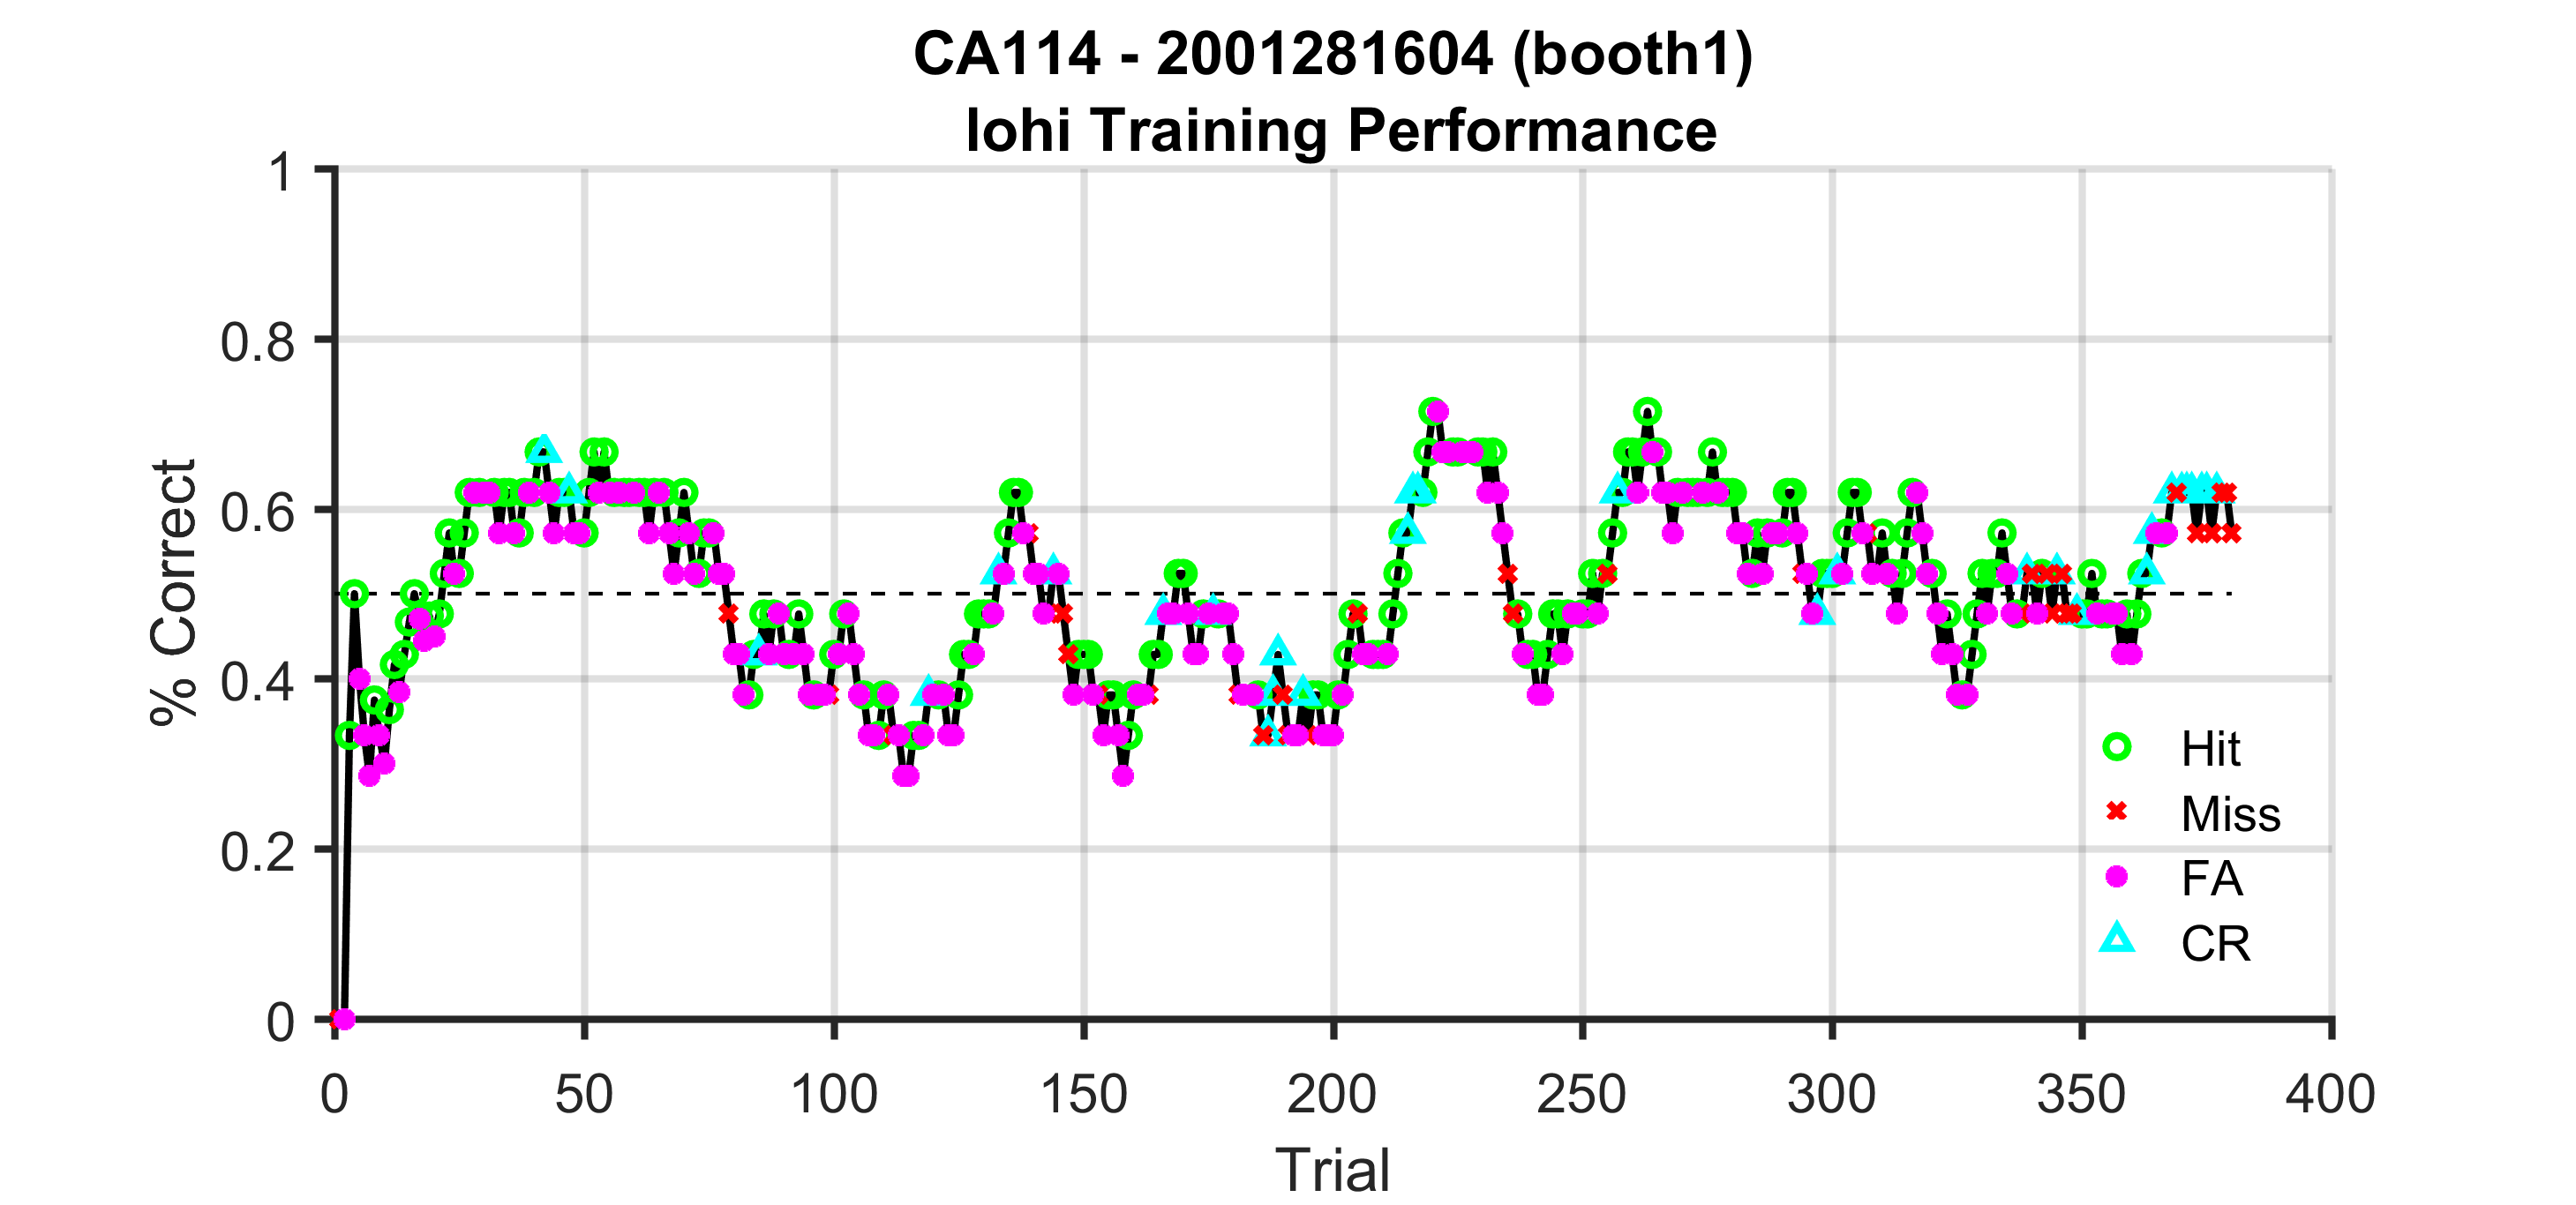 CA114 - 2001281604 (booth1)
lohi Training Performance
% Correct
1
0.8
0.6
0.4
0.2
0
0 50 100 150 200 250 300 350 400
Trial
Hit
Miss
FA
CR